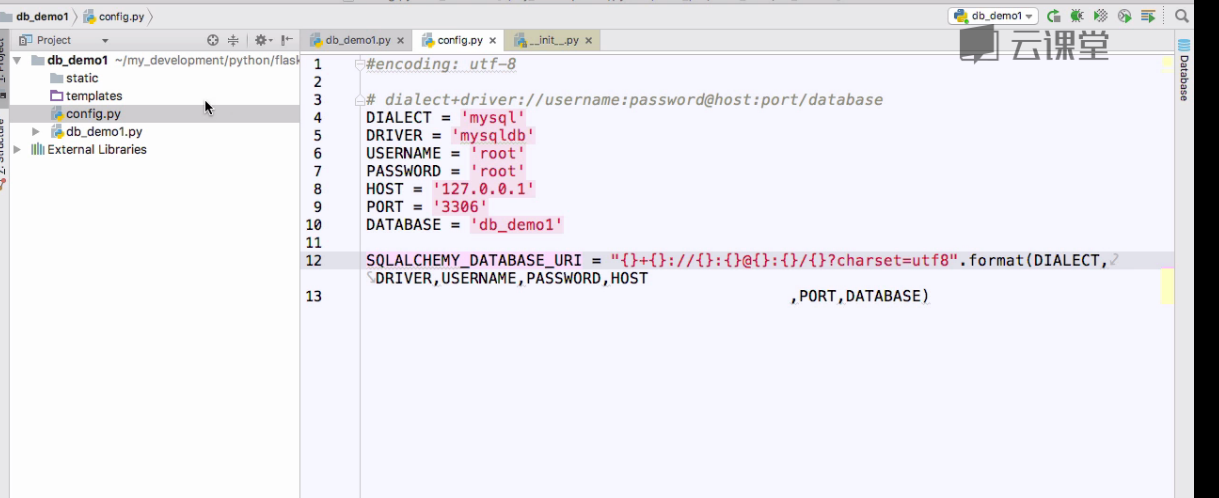 db_demo1 config.py
db_demo1
Project
db_demo1.py × config.py × __init__.py ×
云课堂
db_demo1 ~/my_development/python/flask
static
templates
config.py
db_demo1.py
External Libraries
Database
1 #encoding: utf-8
2
3 # dialect+driver://username:password@host:port/database
4 DIALECT = 'mysql'
5 DRIVER = 'mysqldb'
6 USERNAME = 'root'
7 PASSWORD = 'root'
8 HOST = '127.0.0.1'
9 PORT = '3306'
10 DATABASE = 'db_demo1'
11
12 SQLALCHEMY_DATABASE_URI = "{}+{}://{}:{}@{}:{}/{}?charset=utf8".format(DIALECT,
DRIVER,USERNAME,PASSWORD,HOST
13 ,PORT,DATABASE)